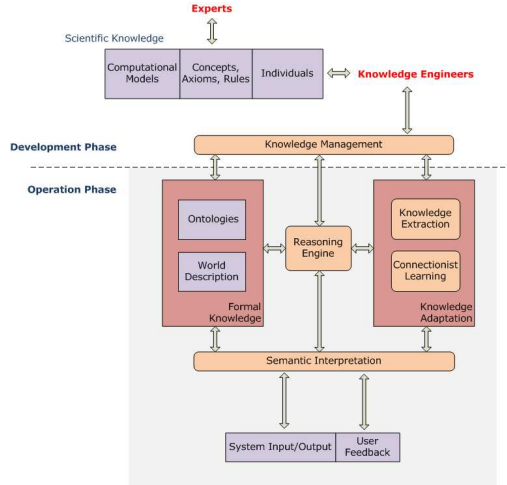 Experts
Scientific Knowledge
Computational
Models
Concepts,
Axioms, Rules
Individuals
Knowledge Engineers
Development Phase
Knowledge Management
Operation Phase
Ontologies
World
Description
Formal
Knowledge
Reasoning
Engine
Knowledge
Extraction
Connectionist
Learning
Knowledge
Adaptation
Semantic Interpretation
System Input/Output
User
Feedback